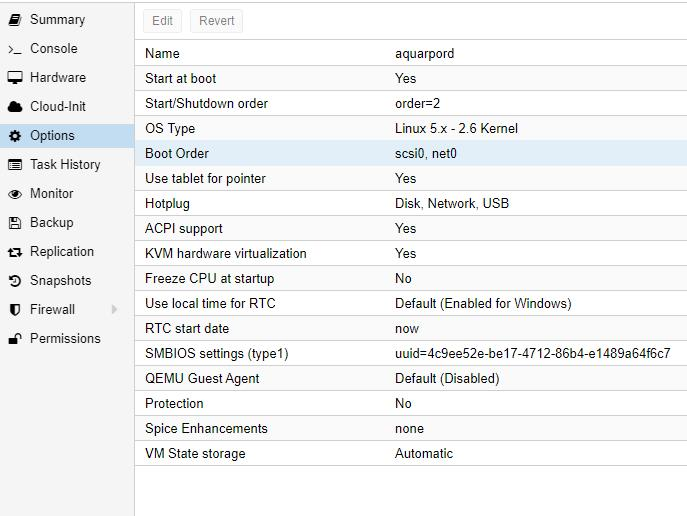 Summary
Console
Hardware
Cloud-Init
Options
Task History
Monitor
Backup
Replication
Snapshots
Firewall
Permissions
Edit Revert
Name aquarpord
Start at boot Yes
Start/Shutdown order order=2
OS Type Linux 5.x - 2.6 Kernel
Boot Order scsi0, net0
Use tablet for pointer Yes
Hotplug Disk, Network, USB
ACPI support Yes
KVM hardware virtualization Yes
Freeze CPU at startup No
Use local time for RTC Default (Enabled for Windows)
RTC start date now
SMBIOS settings (type1) uuid=4c9ee52e-be17-4712-86b4-e1489a64f6c7
QEMU Guest Agent Default (Disabled)
Protection No
Spice Enhancements none
VM State storage Automatic